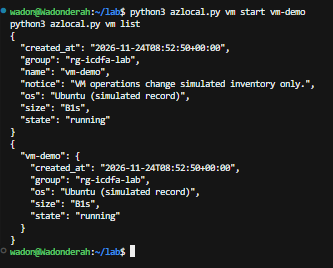 wadon@Wadonderah:~/lab$ python3 azlocal.py vm start vm-demo
python3 azlocal.py vm list
{
  "created_at": "2026-11-24T08:52:50+00:00",
  "group": "rg-icdfa-lab",
  "name": "vm-demo",
  "notice": "VM operations change simulated inventory only.",
  "os": "Ubuntu (simulated record)",
  "size": "B1s",
  "state": "running"
}
{
  "vm-demo": {
    "created_at": "2026-11-24T08:52:50+00:00",
    "group": "rg-icdfa-lab",
    "os": "Ubuntu (simulated record)",
    "size": "B1s",
    "state": "running"
  }
}
wadon@Wadonderah:~/lab$